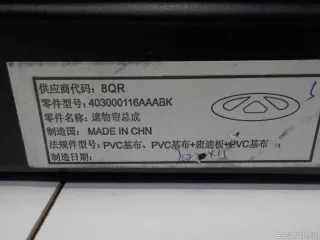 供应商代码: 8QR
零件型号: 403000116AAABK
零件名称: 遮物帘总成
制造国: MADE IN CHN
法规件型号: PVC基布、PVC基布+密迪板+PVC基布
制造日期: